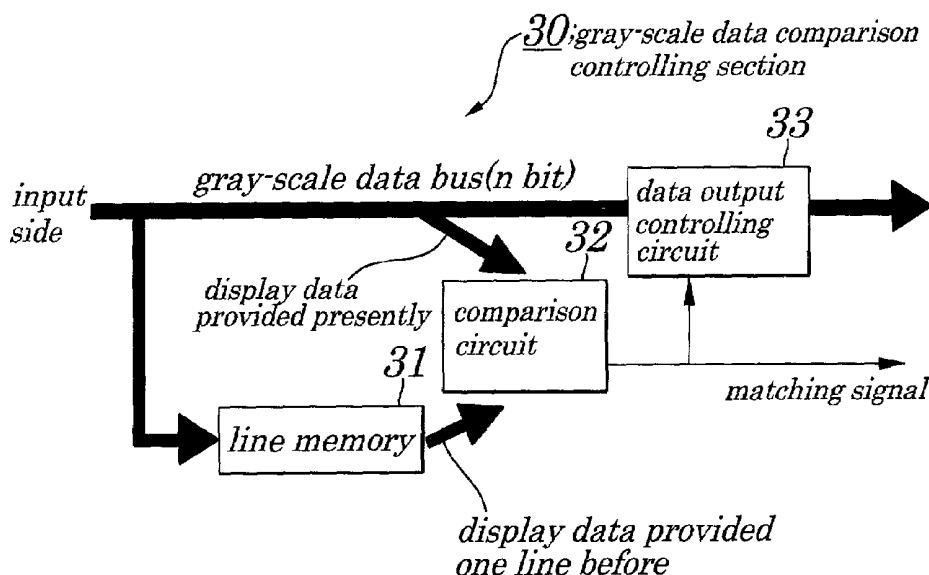 30;gray-scale data comparison
controlling section
33
input
side
gray-scale data bus(n bit)
data output
controlling
circuit
32
display data
provided presently
comparison
circuit
31
matching signal
line memory
display data provided
one line before